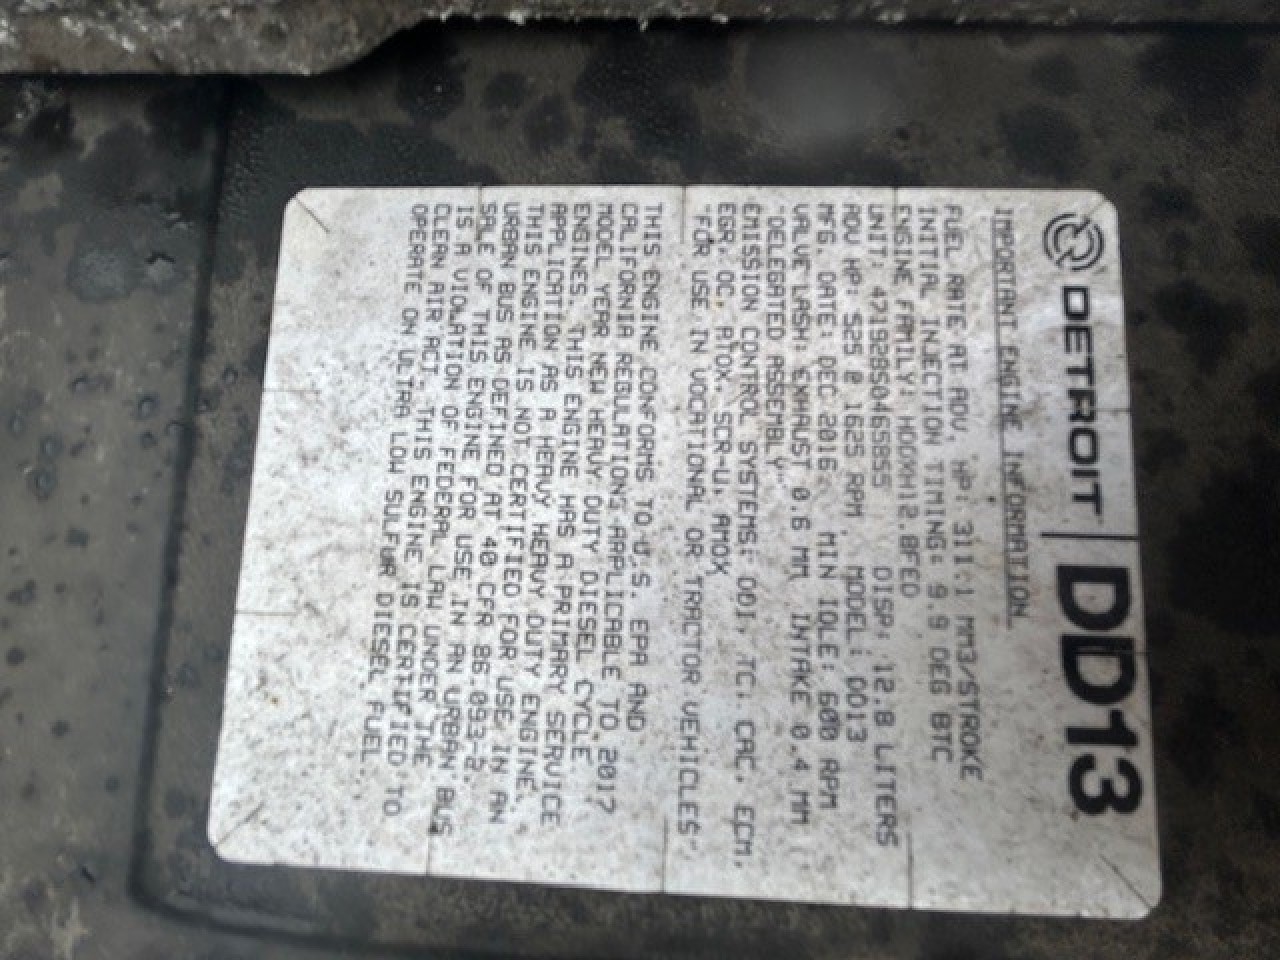 DETROIT | DD13
IMPORTANT ENGINE INFORMATION
FUEL RATE AT ADV. HP: 311.1 MM3/STROKE
INITIAL INJECTION TIMING: 9.9 DEG BTC
ENGINE FAMILY: HDDXH12.8FED
UNIT: 471928S0465855 DISP: 12.8 LITERS
ADV HP: 525 @ 1625 RPM MODEL: DD13
MFG. DATE: DEC 2016 MIN IDLE: 600 RPM
VALVE LASH: EXHAUST 0.6 MM, INTAKE 0.4 MM
"DELEGATED ASSEMBLY"
EMISSION CONTROL SYSTEMS: DDI, TC, CAC, ECM,
EGR, OC, PTOX, SCR-U, AMOX
"FOR USE IN VOCATIONAL OR TRACTOR VEHICLES"
THIS ENGINE CONFORMS TO U.S. EPA AND
CALIFORNIA REGULATIONS APPLICABLE TO 2017
MODEL YEAR NEW HEAVY DUTY DIESEL CYCLE
ENGINES. THIS ENGINE HAS A PRIMARY SERVICE
APPLICATION AS A HEAVY HEAVY DUTY ENGINE.
THIS ENGINE IS NOT CERTIFIED FOR USE IN AN
URBAN BUS AS DEFINED AT 40 CFR 86.093-2.
SALE OF THIS ENGINE FOR USE IN AN URBAN BUS
IS A VIOLATION OF FEDERAL LAW UNDER THE
CLEAN AIR ACT. THIS ENGINE IS CERTIFIED TO
OPERATE ON ULTRA LOW SULFUR DIESEL FUEL.